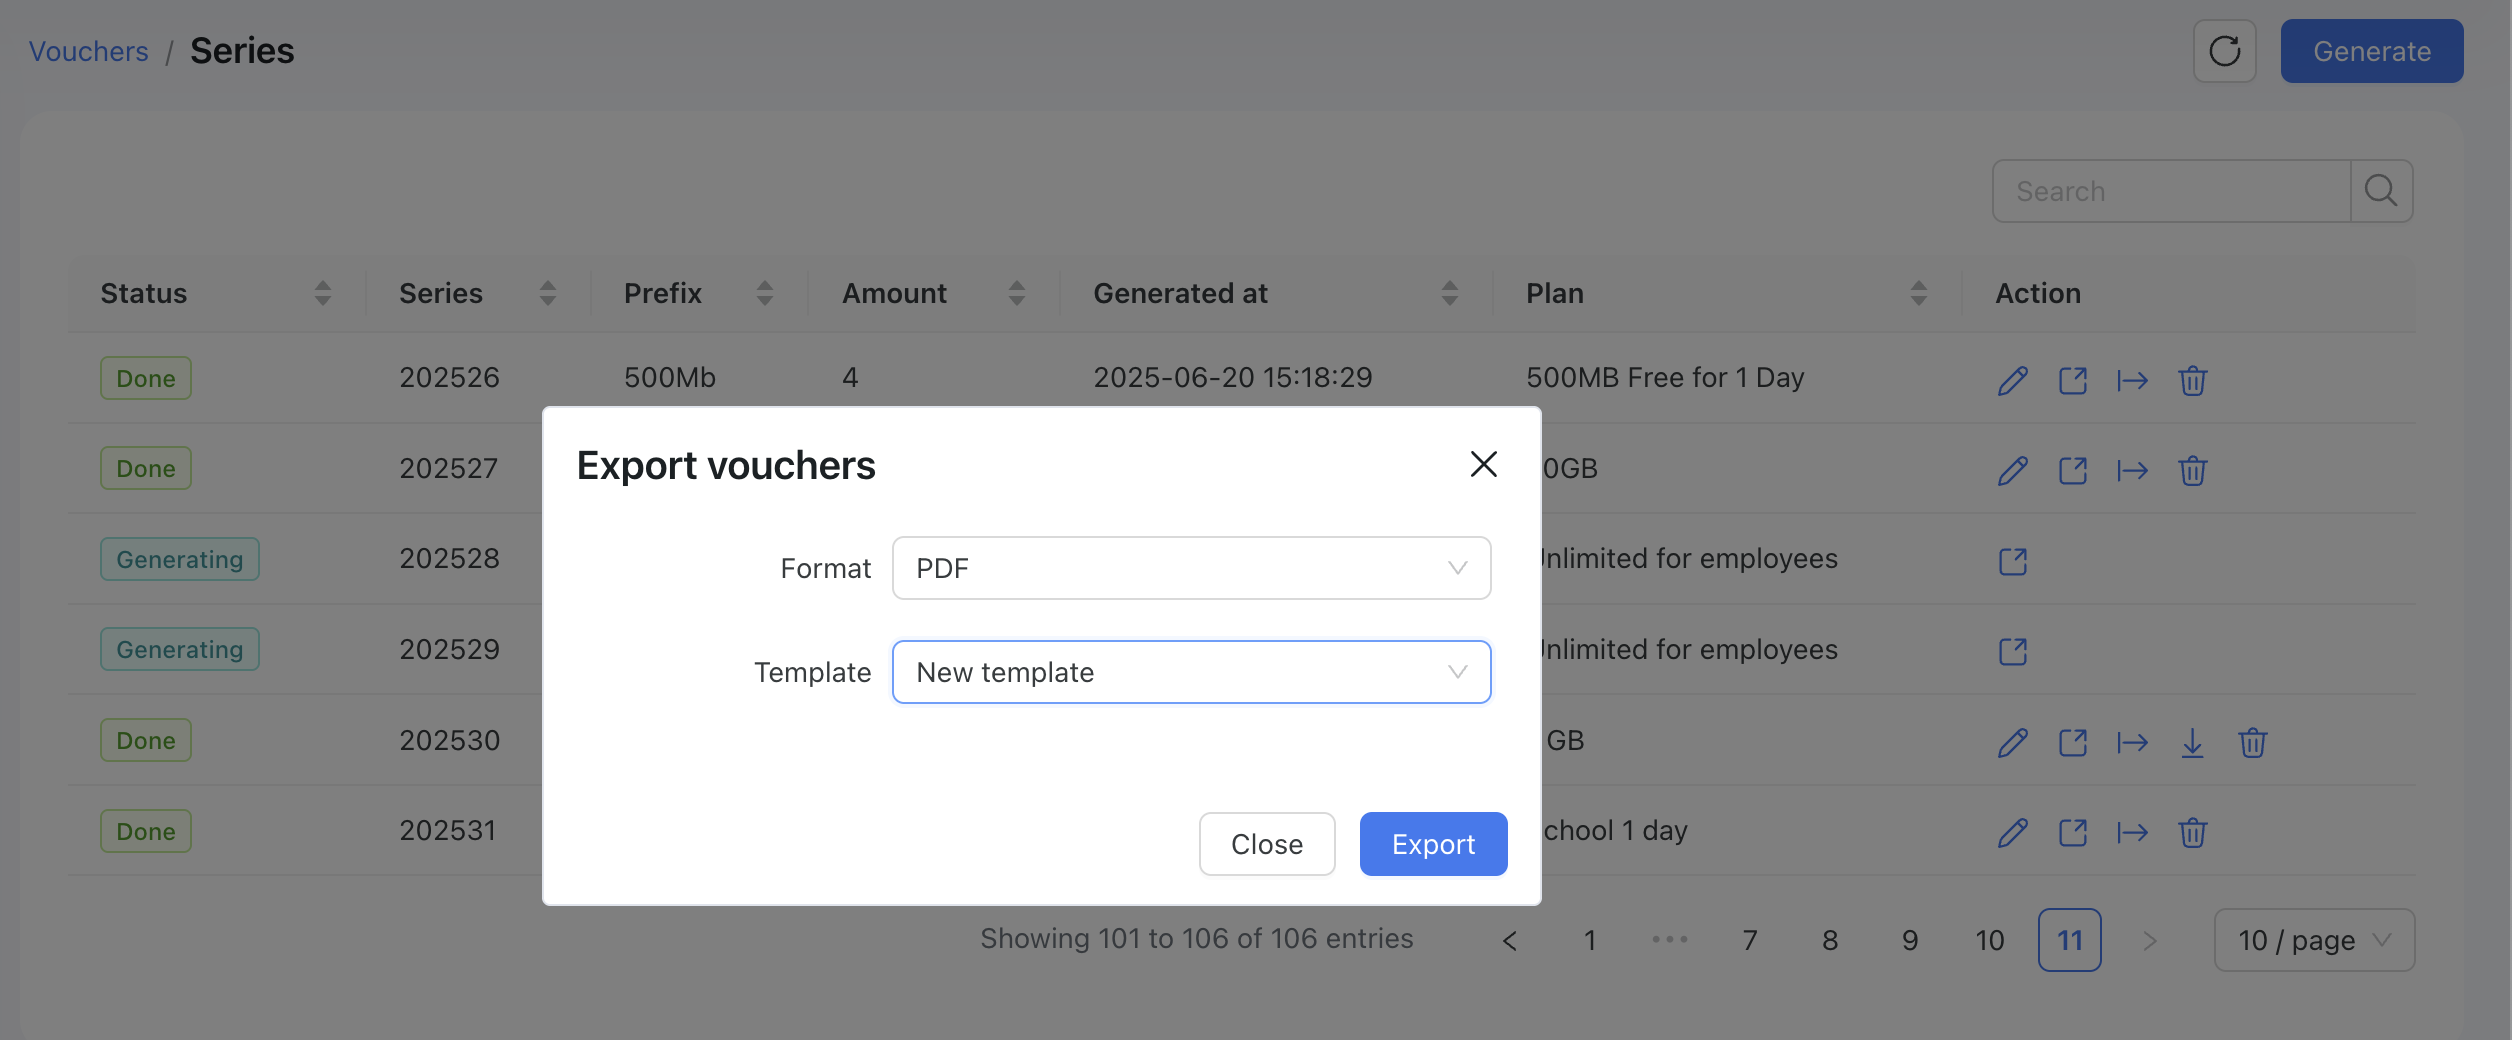 Vouchers / Series
Generate
Search
Status Series Prefix Amount Generated at Plan Action
Done 202526 500Mb 4 2025-06-20 15:18:29 500MB Free for 1 Day
Done 202527 0GB
Generating 202528 nlimited for employees
Generating 202529 nlimited for employees
Done 202530 GB
Done 202531 chool 1 day
Export vouchers
Format PDF
Template New template
Close Export
Showing 101 to 106 of 106 entries < 1 ••• 7 8 9 10 11 > 10 / page